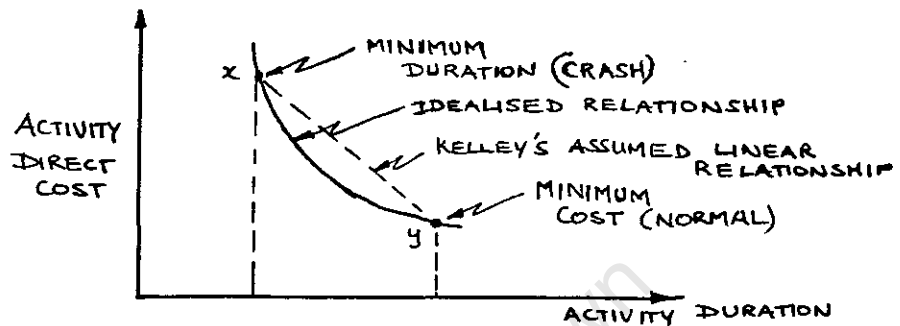 x
MINIMUM
DURATION (CRASH)
IDEALISED RELATIONSHIP
ACTIVITY
DIRECT
COST
KELLEY'S ASSUMED LINEAR
RELATIONSHIP
MINIMUM
COST (NORMAL)
y
ACTIVITY DURATION